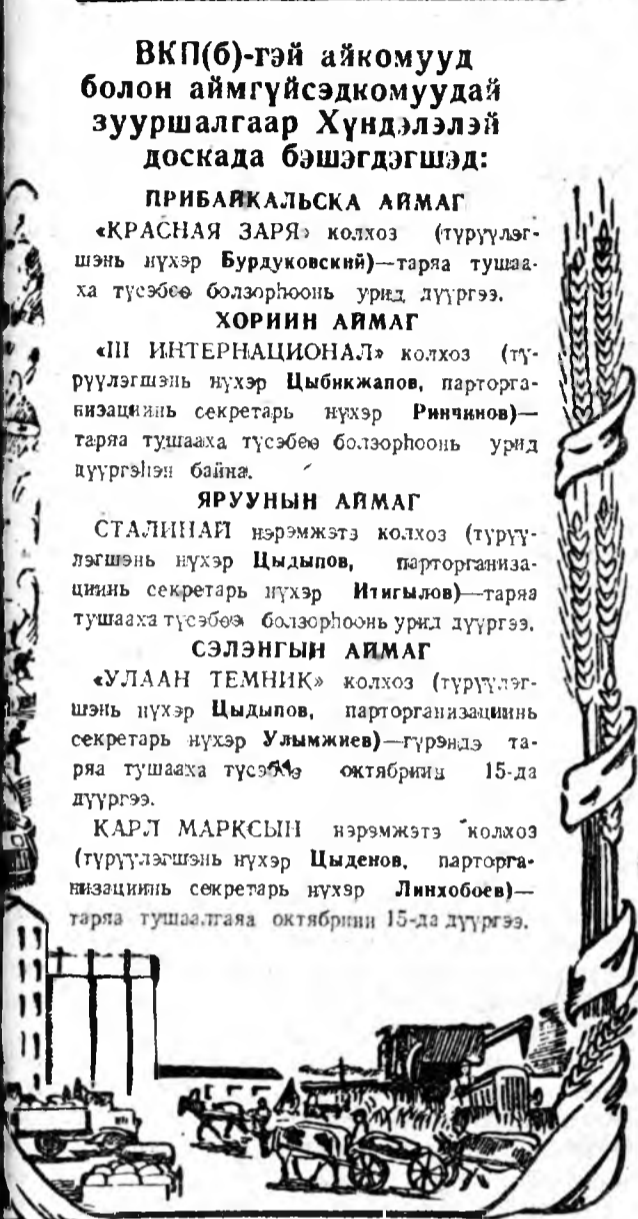 ВКП(б)-гэй айкомууд
болон аймгүйсэдкомуудай
зууршалгаар Хүндэлэлэй
доскада бэшэгдэгшэд:
ПРИБАЙКАЛЬСКА АЙМАГ
«КРАСНАЯ ЗАРЯ» колхоз (түрүүлэг-
шэнь нүхэр Бурдуковский)—таряа тушаа-
ха түсэбөө болзорһоонь урид дүүргээ.
ХОРИИН АЙМАГ
«III ИНТЕРНАЦИОНАЛ» колхоз (тү-
рүүлэгшэнь нүхэр Цыбикжапов, парторга-
низациинь секретарь нүхэр Ринчинов)—
таряа тушааха түсэбөө болзорһоонь урид
дүүргэһэн байна.
ЯРУУНЫН АЙМАГ
СТАЛИНАЙ нэрэмжэтэ колхоз (түрүү-
лэгшэнь нүхэр Цыдыпов, парторганиза-
циинь секретарь нүхэр Итигылов)—таряа
тушааха түсэбөө болзорһоонь урид дүүргээ.
СЭЛЭНГЫН АЙМАГ
«УЛААН ТЕМНИК» колхоз (түрүүлэг-
шэнь нүхэр Цыдыпов, парторганизациинь
секретарь нүхэр Улымжиев)—гүрэндэ та-
ряа тушааха октябриин 15-да
дүүргээ.
КАРЛ МАРКСЫН нэрэмжэтэ колхоз
(түрүүлэгшэнь нүхэр Цыденов, парторга-
низациинь секретарь нүхэр Линхобоев)—
таряа тушаалгаяа октябриин 15-да дүүргээ.